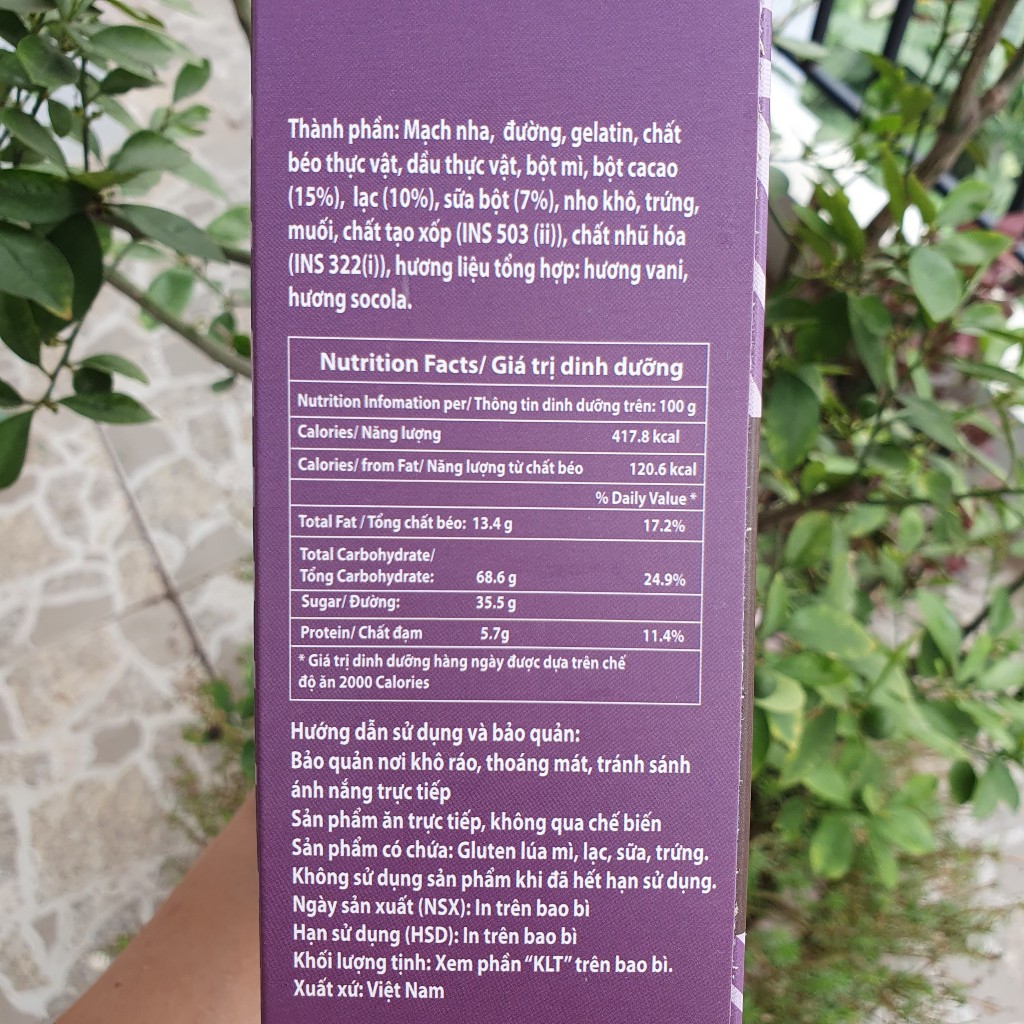 Thành phần: Mạch nha, đường, gelatin, chất
béo thực vật, dầu thực vật, bột mì, bột cacao
(15%), lạc (10%), sữa bột (7%), nho khô, trứng,
muối, chất tạo xốp (INS 503 (ii)), chất nhũ hóa
(INS 322(i)), hương liệu tổng hợp: hương vani,
hương socola.
Nutrition Facts/ Giá trị dinh dưỡng
Nutrition Infomation per/ Thông tin dinh dưỡng trên: 100 g
Calories/ Năng lượng 417.8 kcal
Calories/ from Fat/ Năng lượng từ chất béo 120.6 kcal
% Daily Value *
Total Fat / Tổng chất béo: 13.4 g 17.2%
Total Carbohydrate/
Tổng Carbohydrate: 68.6 g 24.9%
Sugar/ Đường: 35.5 g
Protein/ Chất đạm 5.7g 11.4%
* Giá trị dinh dưỡng hàng ngày được dựa trên chế
độ ăn 2000 Calories
Hướng dẫn sử dụng và bảo quản:
Bảo quản nơi khô ráo, thoáng mát, tránh sánh
ánh nắng trực tiếp
Sản phẩm ăn trực tiếp, không qua chế biến
Sản phẩm có chứa: Gluten lúa mì, lạc, sữa, trứng.
Không sử dụng sản phẩm khi đã hết hạn sử dụng.
Ngày sản xuất (NSX): In trên bao bì
Hạn sử dụng (HSD): In trên bao bì
Khối lượng tịnh: Xem phần “KLT” trên bao bì.
Xuất xứ: Việt Nam